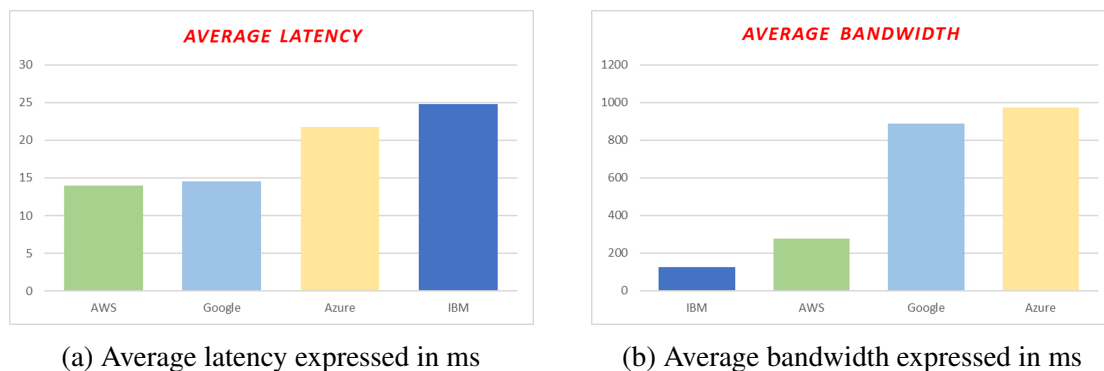 AVERAGE LATENCY
30
25
20
15
10
5
0
AWS Google Azure IBM
(a) Average latency expressed in ms
AVERAGE BANDWIDTH
1200
1000
800
600
400
200
0
IBM AWS Google Azure
(b) Average bandwidth expressed in ms